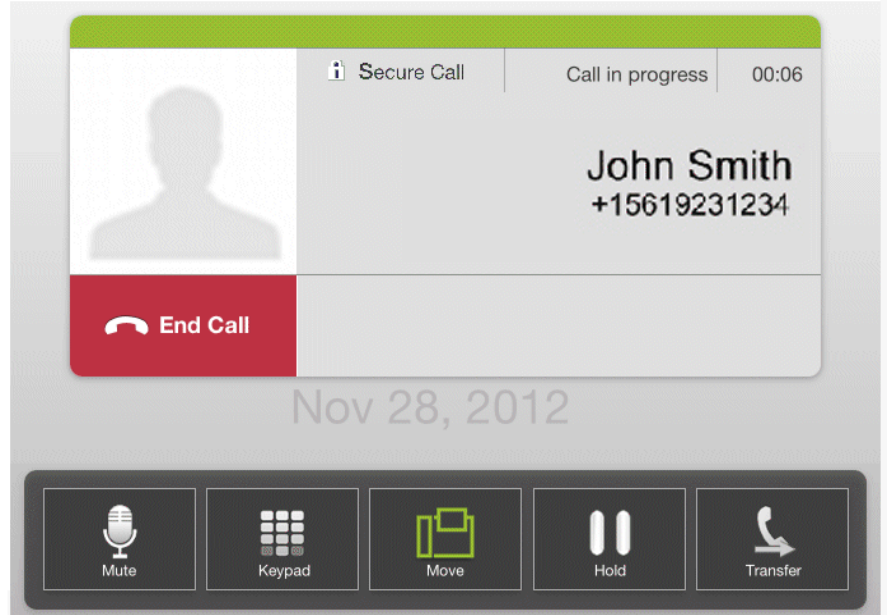 Secure Call Call in progress 00:06
John Smith
+15619231234
End Call
Nov 28, 2012
Mute Keypad Move Hold Transfer